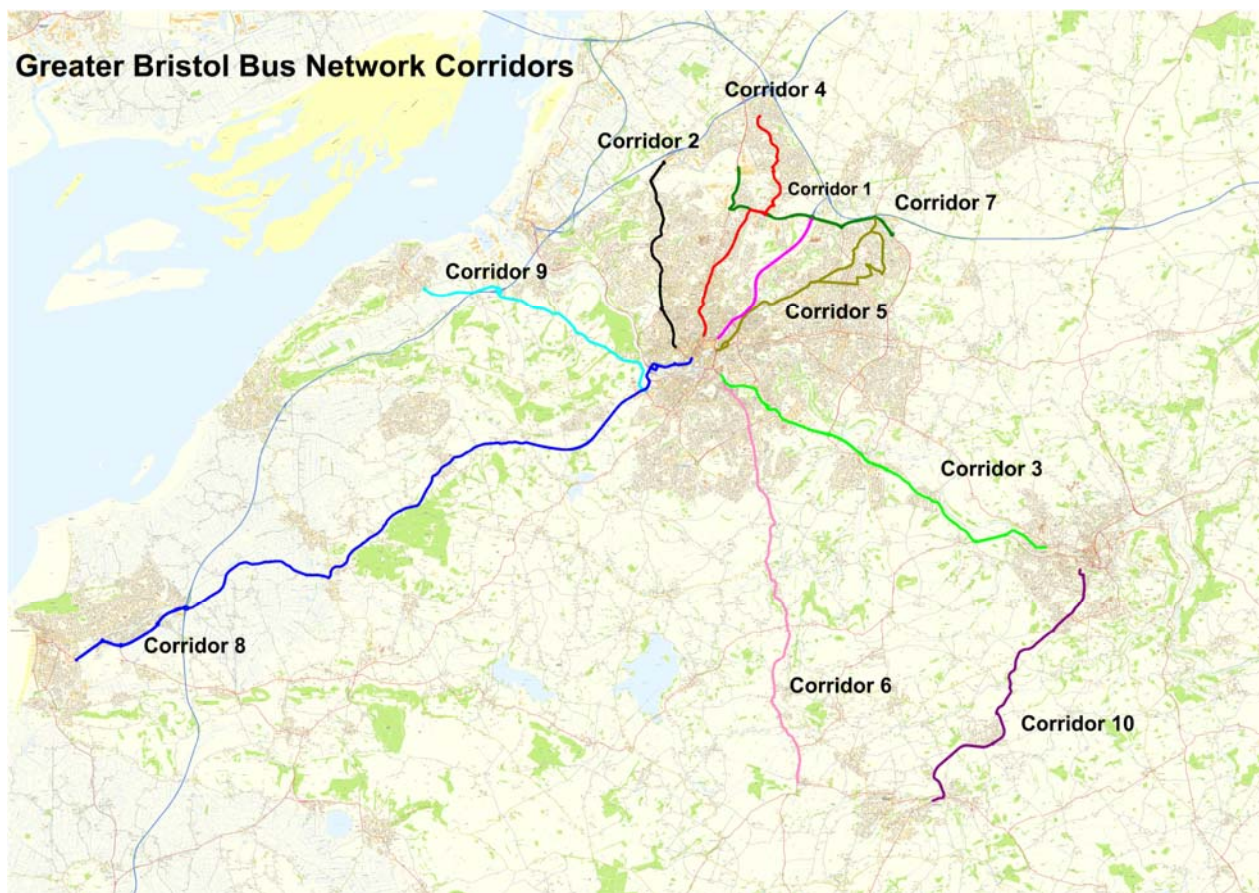 Greater Bristol Bus Network Corridors
Corridor 4
Corridor 2
Corridor 1
Corridor 7
Corridor 9
Corridor 5
Corridor 3
Corridor 8
Corridor 6
Corridor 10